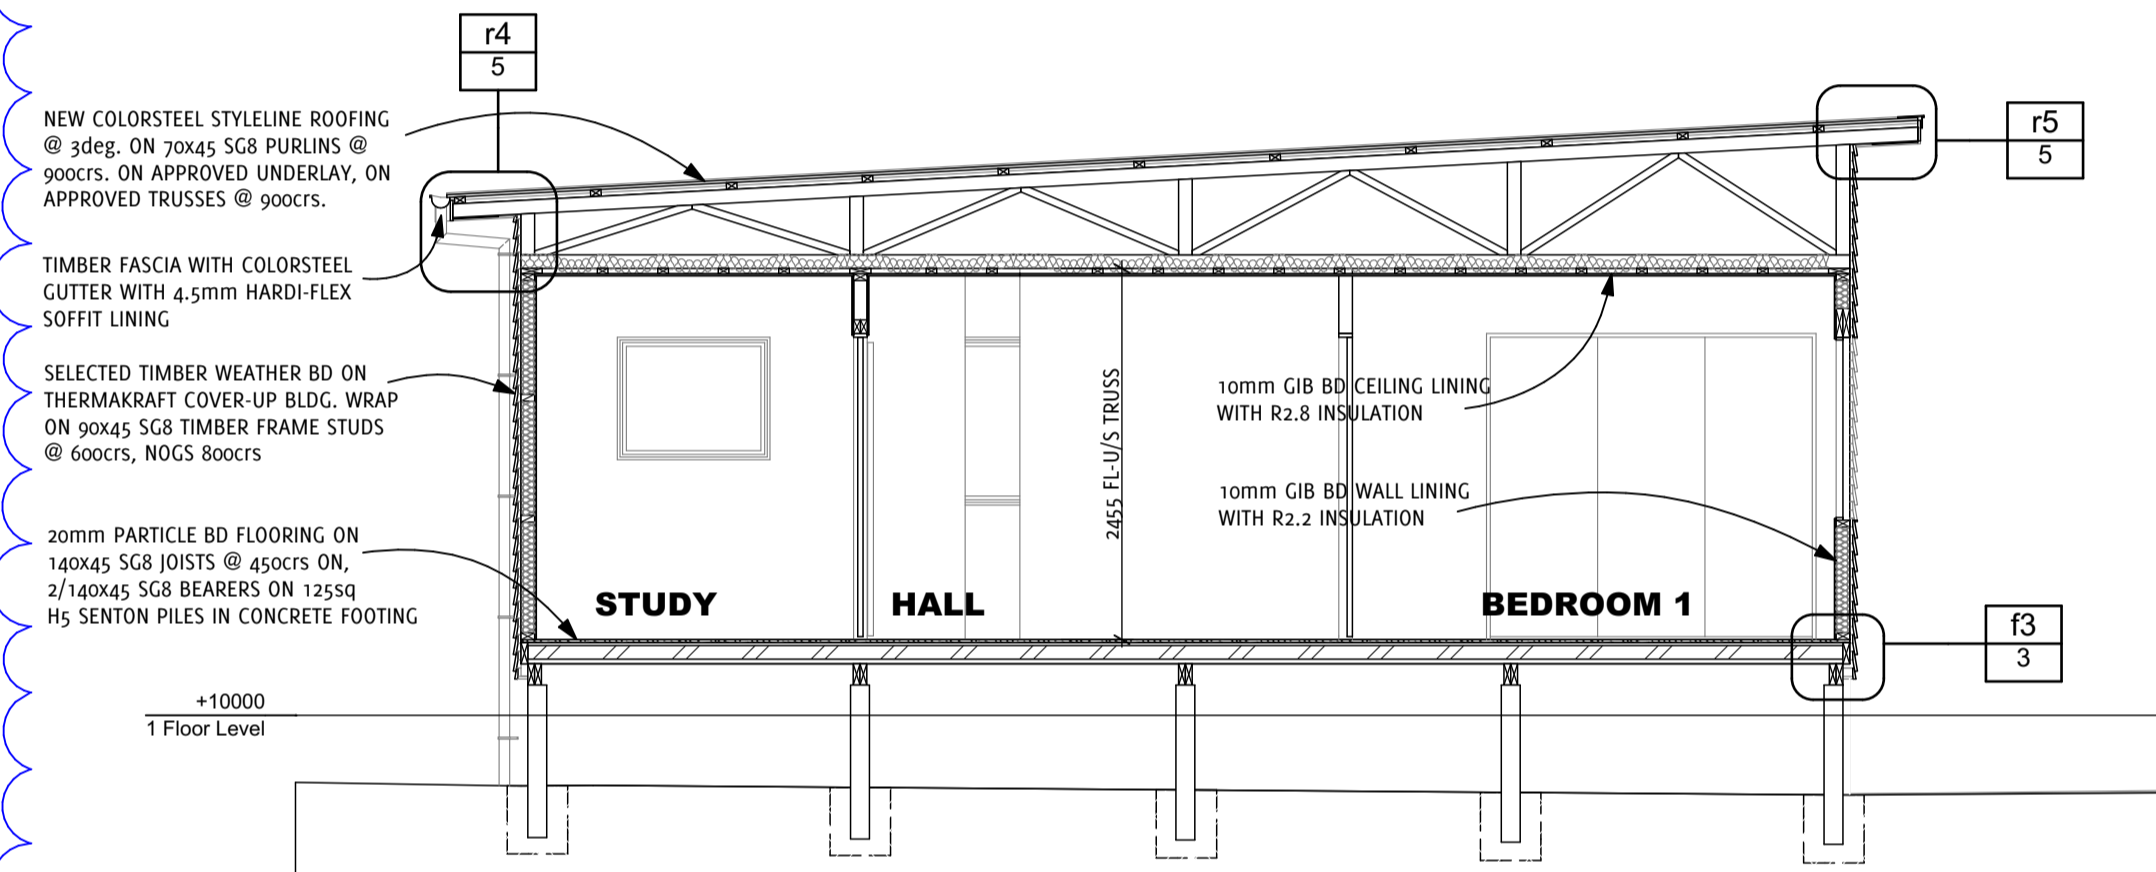 r4
5
NEW COLORSTEEL STYLELINE ROOFING
@ 3deg. ON 70x45 SG8 PURLINS @
900crs. ON APPROVED UNDERLAY, ON
APPROVED TRUSSES @ 900crs.
r5
5
TIMBER FASCIA WITH COLORSTEEL
GUTTER WITH 4.5mm HARDI-FLEX
SOFFIT LINING
SELECTED TIMBER WEATHER BD ON
THERMAKRAFT COVER-UP BLDG. WRAP
ON 90x45 SG8 TIMBER FRAME STUDS
@ 600crs, NOGS 800crs
2455 FL-U/S TRUSS
10mm GIB BD CEILING LINING
WITH R2.8 INSULATION
10mm GIB BD WALL LINING
WITH R2.2 INSULATION
20mm PARTICLE BD FLOORING ON
140x45 SG8 JOISTS @ 450crs ON,
2/140x45 SG8 BEARERS ON 125sq
H5 SENTON PILES IN CONCRETE FOOTING
STUDY
HALL
BEDROOM 1
f3
3
+10000
1 Floor Level